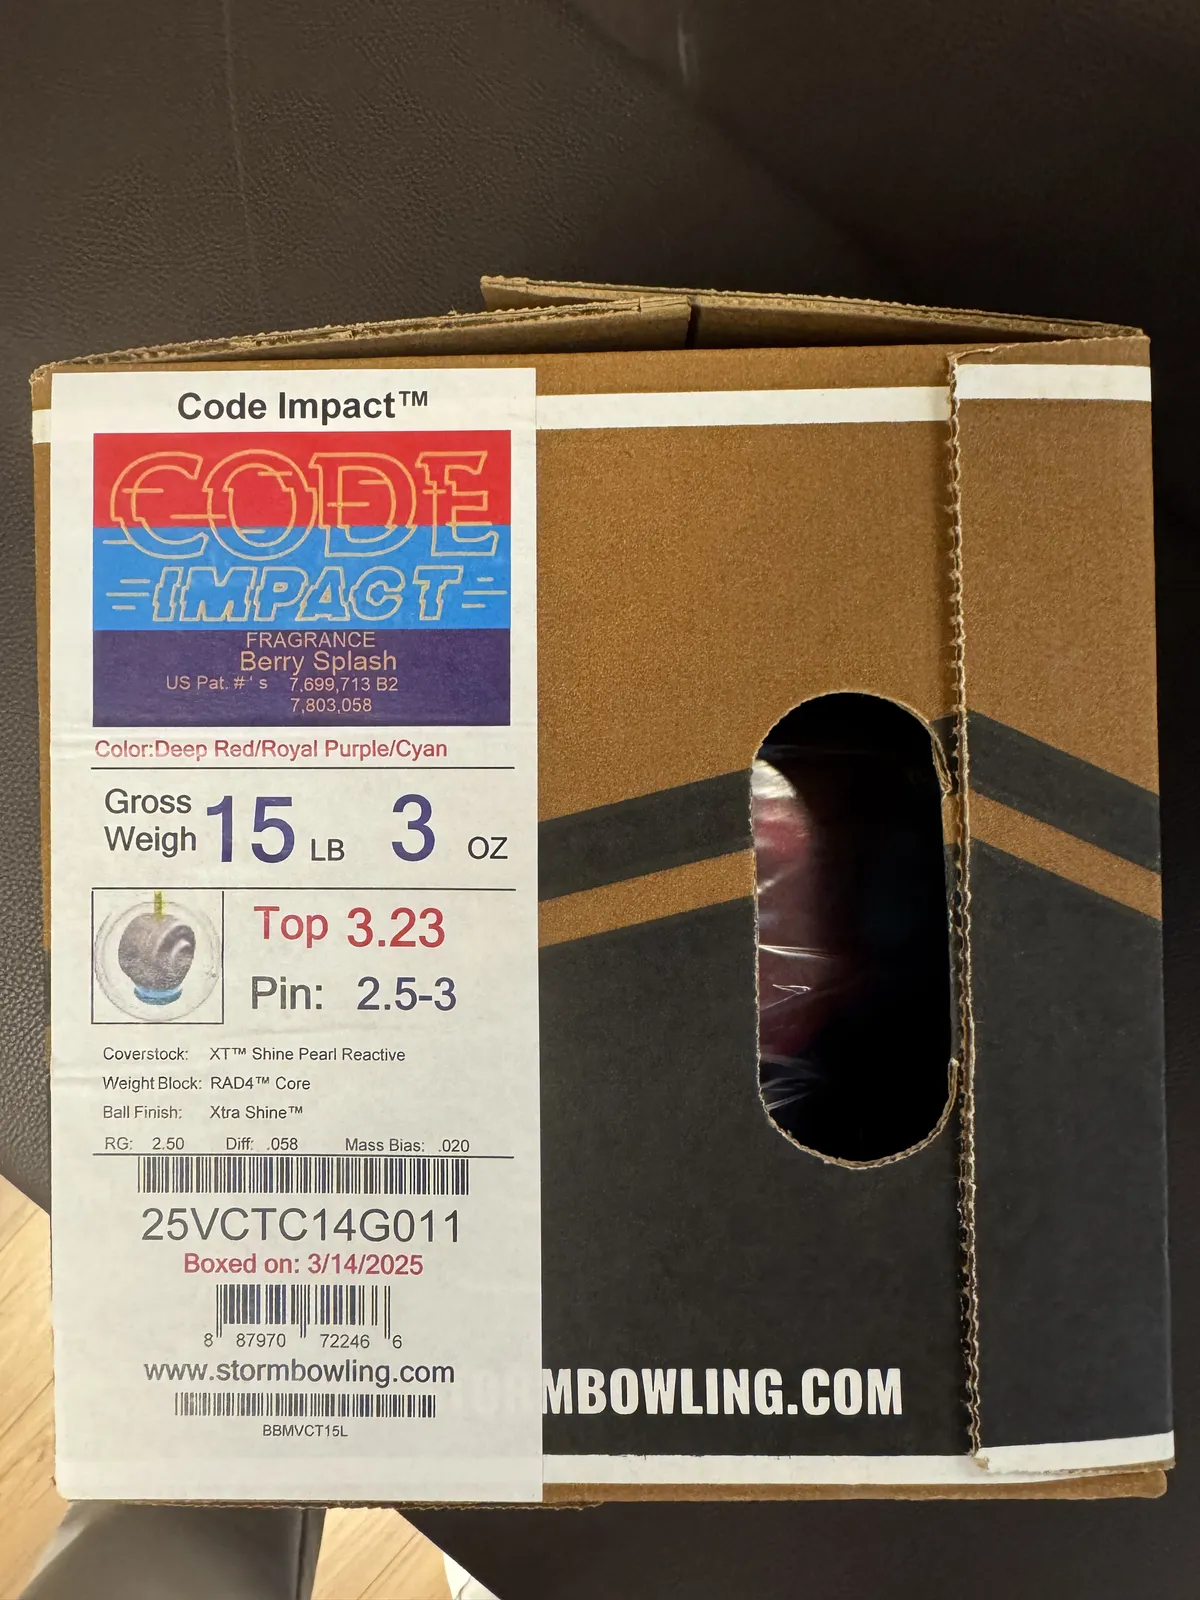 Code Impact™
CODE
IMPACT
FRAGRANCE
Berry Splash
US Pat. #'s 7,699,713 B2
7,803,058
Color:Deep Red/Royal Purple/Cyan
Gross
Weigh 15 LB 3 OZ
Top 3.23
Pin: 2.5-3
Coverstock: XT™ Shine Pearl Reactive
Weight Block: RAD4™ Core
Ball Finish: Xtra Shine™
RG: 2.50 Diff: .058 Mass Bias: .020
25VCTC14G011
Boxed on: 3/14/2025
8 87970 72246 6
www.stormbowling.com
BBMVCT15L
ORMBOWLING.COM